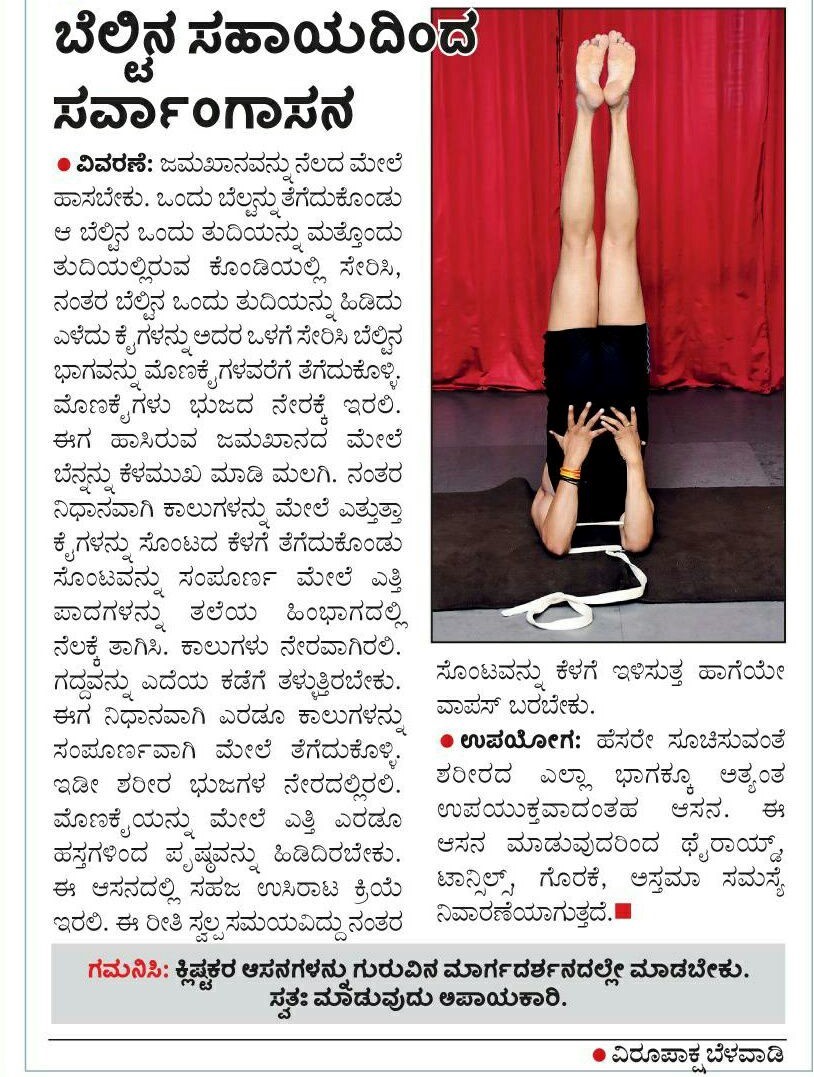 ಬೆಲ್ಟಿನ ಸಹಾಯದಿಂದ
ಸರ್ವಾಂಗಾಸನ
● ವಿವರಣೆ: ಜಮಖಾನವನ್ನು ನೆಲದ ಮೇಲೆ
ಹಾಸಬೇಕು. ಒಂದು ಬೆಲ್ಟನ್ನು ತೆಗೆದುಕೊಂಡು
ಆ ಬೆಲ್ಟಿನ ಒಂದು ತುದಿಯನ್ನು ಮತ್ತೊಂದು
ತುದಿಯಲ್ಲಿರುವ ಕೊಂಡಿಯಲ್ಲಿ ಸೇರಿಸಿ,
ನಂತರ ಬೆಲ್ಟಿನ ಒಂದು ತುದಿಯನ್ನು ಹಿಡಿದು
ಎಳೆದು ಕೈಗಳನ್ನು ಅದರ ಒಳಗೆ ಸೇರಿಸಿ ಬೆಲ್ಟಿನ
ಭಾಗವನ್ನು ಮೊಣಕೈಗಳವರೆಗೆ ತೆಗೆದುಕೊಳ್ಳಿ.
ಮೊಣಕೈಗಳು ಭುಜದ ನೇರಕ್ಕೆ ಇರಲಿ.
ಈಗ ಹಾಸಿರುವ ಜಮಖಾನದ ಮೇಲೆ
ಬೆನ್ನನ್ನು ಕೆಳಮುಖ ಮಾಡಿ ಮಲಗಿ. ನಂತರ
ನಿಧಾನವಾಗಿ ಕಾಲುಗಳನ್ನು ಮೇಲೆ ಎತ್ತುತ್ತಾ
ಕೈಗಳನ್ನು ಸೊಂಟದ ಕೆಳಗೆ ತೆಗೆದುಕೊಂಡು
ಸೊಂಟವನ್ನು ಸಂಪೂರ್ಣ ಮೇಲೆ ಎತ್ತಿ
ಪಾದಗಳನ್ನು ತಲೆಯ ಹಿಂಭಾಗದಲ್ಲಿ
ನೆಲಕ್ಕೆ ತಾಗಿಸಿ. ಕಾಲುಗಳು ನೇರವಾಗಿರಲಿ.
ಗದ್ದವನ್ನು ಎದೆಯ ಕಡೆಗೆ ತಳ್ಳುತ್ತಿರಬೇಕು.
ಈಗ ನಿಧಾನವಾಗಿ ಎರಡೂ ಕಾಲುಗಳನ್ನು
ಸಂಪೂರ್ಣವಾಗಿ ಮೇಲೆ ತೆಗೆದುಕೊಳ್ಳಿ.
ಇಡೀ ಶರೀರ ಭುಜಗಳ ನೇರದಲ್ಲಿರಲಿ.
ಮೊಣಕೈಯನ್ನು ಮೇಲೆ ಎತ್ತಿ ಎರಡೂ
ಹಸ್ತಗಳಿಂದ ಪೃಷ್ಠವನ್ನು ಹಿಡಿದಿರಬೇಕು.
ಈ ಆಸನದಲ್ಲಿ ಸಹಜ ಉಸಿರಾಟ ಕ್ರಿಯೆ
ಇರಲಿ. ಈ ರೀತಿ ಸ್ವಲ್ಪ ಸಮಯವಿದ್ದು ನಂತರ
ಸೊಂಟವನ್ನು ಕೆಳಗೆ ಇಳಿಸುತ್ತ ಹಾಗೆಯೇ
ವಾಪಸ್ ಬರಬೇಕು.
● ಉಪಯೋಗ: ಹೆಸರೇ ಸೂಚಿಸುವಂತೆ
ಶರೀರದ ಎಲ್ಲಾ ಭಾಗಕ್ಕೂ ಅತ್ಯಂತ
ಉಪಯುಕ್ತವಾದಂತಹ ಆಸನ. ಈ
ಆಸನ ಮಾಡುವುದರಿಂದ ಥೈರಾಯ್ಡ್,
ಟಾನ್ಸಿಲ್ಸ್, ಗೊರಕೆ, ಅಸ್ತಮಾ ಸಮಸ್ಯೆ
ನಿವಾರಣೆಯಾಗುತ್ತದೆ.■
ಗಮನಿಸಿ: ಕ್ಲಿಷ್ಟಕರ ಆಸನಗಳನ್ನು ಗುರುವಿನ ಮಾರ್ಗದರ್ಶನದಲ್ಲೇ ಮಾಡಬೇಕು.
ಸ್ವತಃ ಮಾಡುವುದು ಅಪಾಯಕಾರಿ.
● ವಿರೂಪಾಕ್ಷ ಬೆಳವಾಡಿ